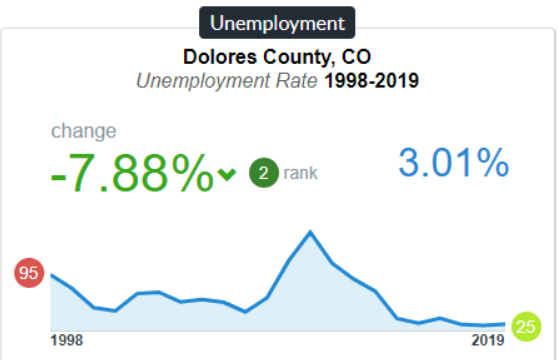 Unemployment
Dolores County, CO
Unemployment Rate 1998-2019
change
-7.88% 2 rank 3.01%
95
25
1998 2019